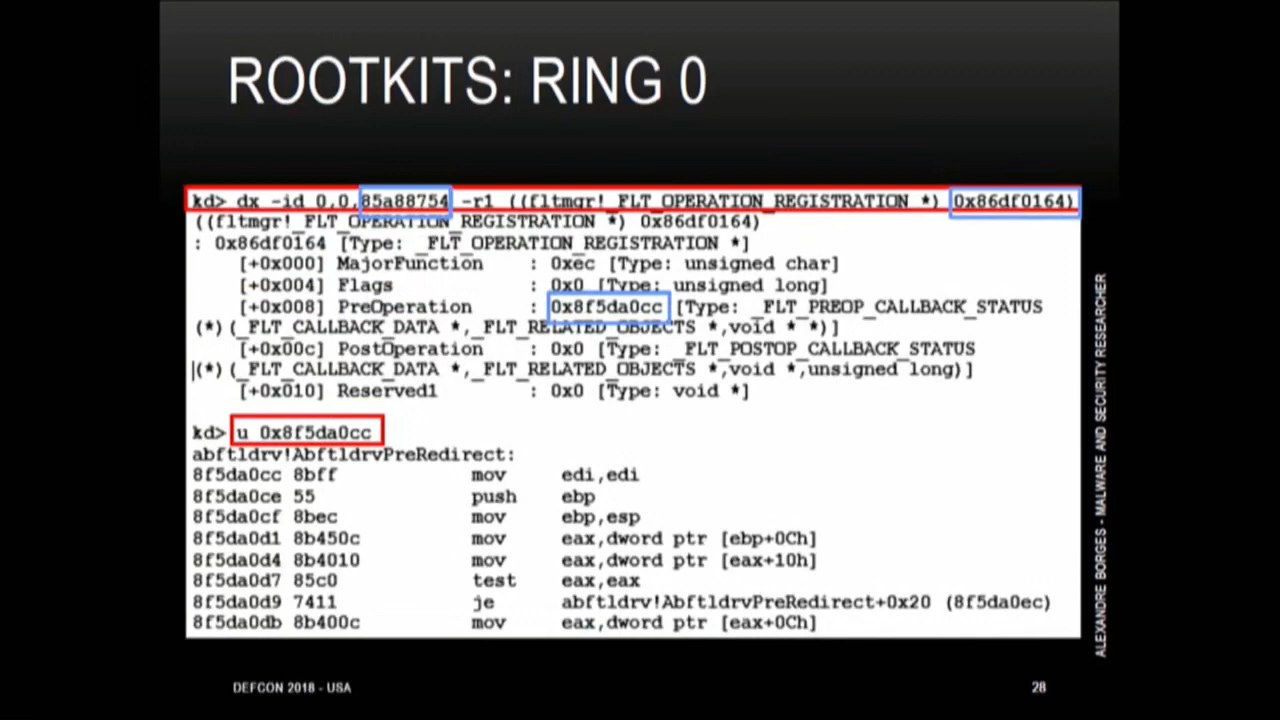 ROOTKITS: RING 0
kd> dx -id 0,0,85a88754 -r1 ((fltmgr!_FLT_OPERATION_REGISTRATION *) 0x86df0164)
((fltmgr!_FLT_OPERATION_REGISTRATION *) 0x86df0164)
: 0x86df0164 [Type: _FLT_OPERATION_REGISTRATION *]
[+0x000] MajorFunction : 0xec [Type: unsigned char]
[+0x004] Flags : 0x0 [Type: unsigned long]
[+0x008] PreOperation : 0x8f5da0cc [Type: _FLT_PREOP_CALLBACK_STATUS
(*)(_FLT_CALLBACK_DATA *,_FLT_RELATED_OBJECTS *,void * *)]
[+0x00c] PostOperation : 0x0 [Type: _FLT_POSTOP_CALLBACK_STATUS
(*)(_FLT_CALLBACK_DATA *,_FLT_RELATED_OBJECTS *,void *,unsigned long)]
[+0x010] Reserved1 : 0x0 [Type: void *]
kd> u 0x8f5da0cc
abftldrv!AbftldrvPreRedirect:
8f5da0cc 8bff mov edi,edi
8f5da0ce 55 push ebp
8f5da0cf 8bec mov ebp,esp
8f5da0d1 8b450c mov eax,dword ptr [ebp+0Ch]
8f5da0d4 8b4010 mov eax,dword ptr [eax+10h]
8f5da0d7 85c0 test eax,eax
8f5da0d9 7411 je abftldrv!AbftldrvPreRedirect+0x20 (8f5da0ec)
8f5da0db 8b400c mov eax,dword ptr [eax+0Ch]
ALEXANDRE BORGES - MALWARE AND SECURITY RESEARCHER
DEFCON 2018 - USA
28